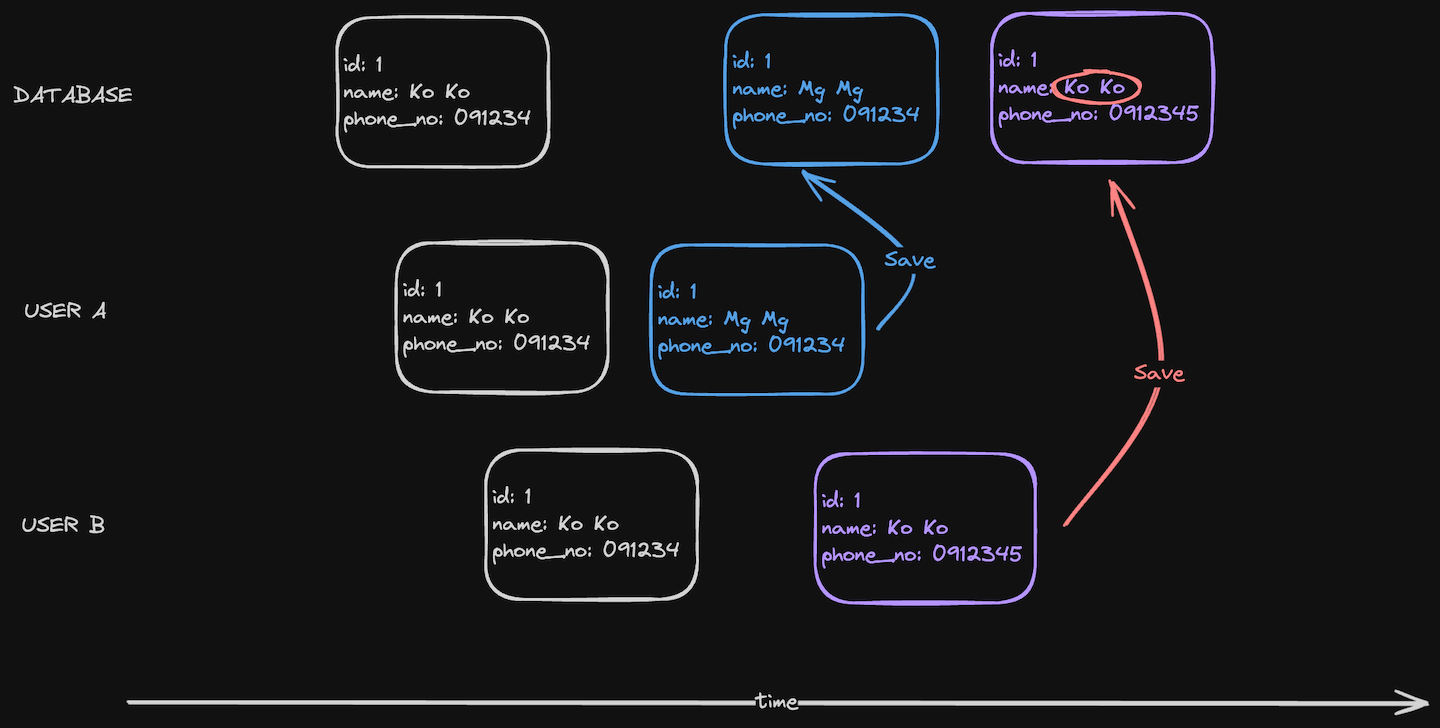 DATABASE
id: 1
name: Ko Ko
phone_no: 091234
id: 1
name: Mg Mg
phone_no: 091234
id: 1
name: Ko Ko
phone_no: 0912345
USER A
id: 1
name: Ko Ko
phone_no: 091234
id: 1
name: Mg Mg
phone_no: 091234
Save
Save
USER B
id: 1
name: Ko Ko
phone_no: 091234
id: 1
name: Ko Ko
phone_no: 0912345
time